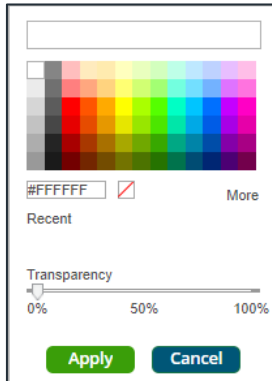 #FFFFFF
More
Recent
Transparency
0% 50% 100%
Apply Cancel